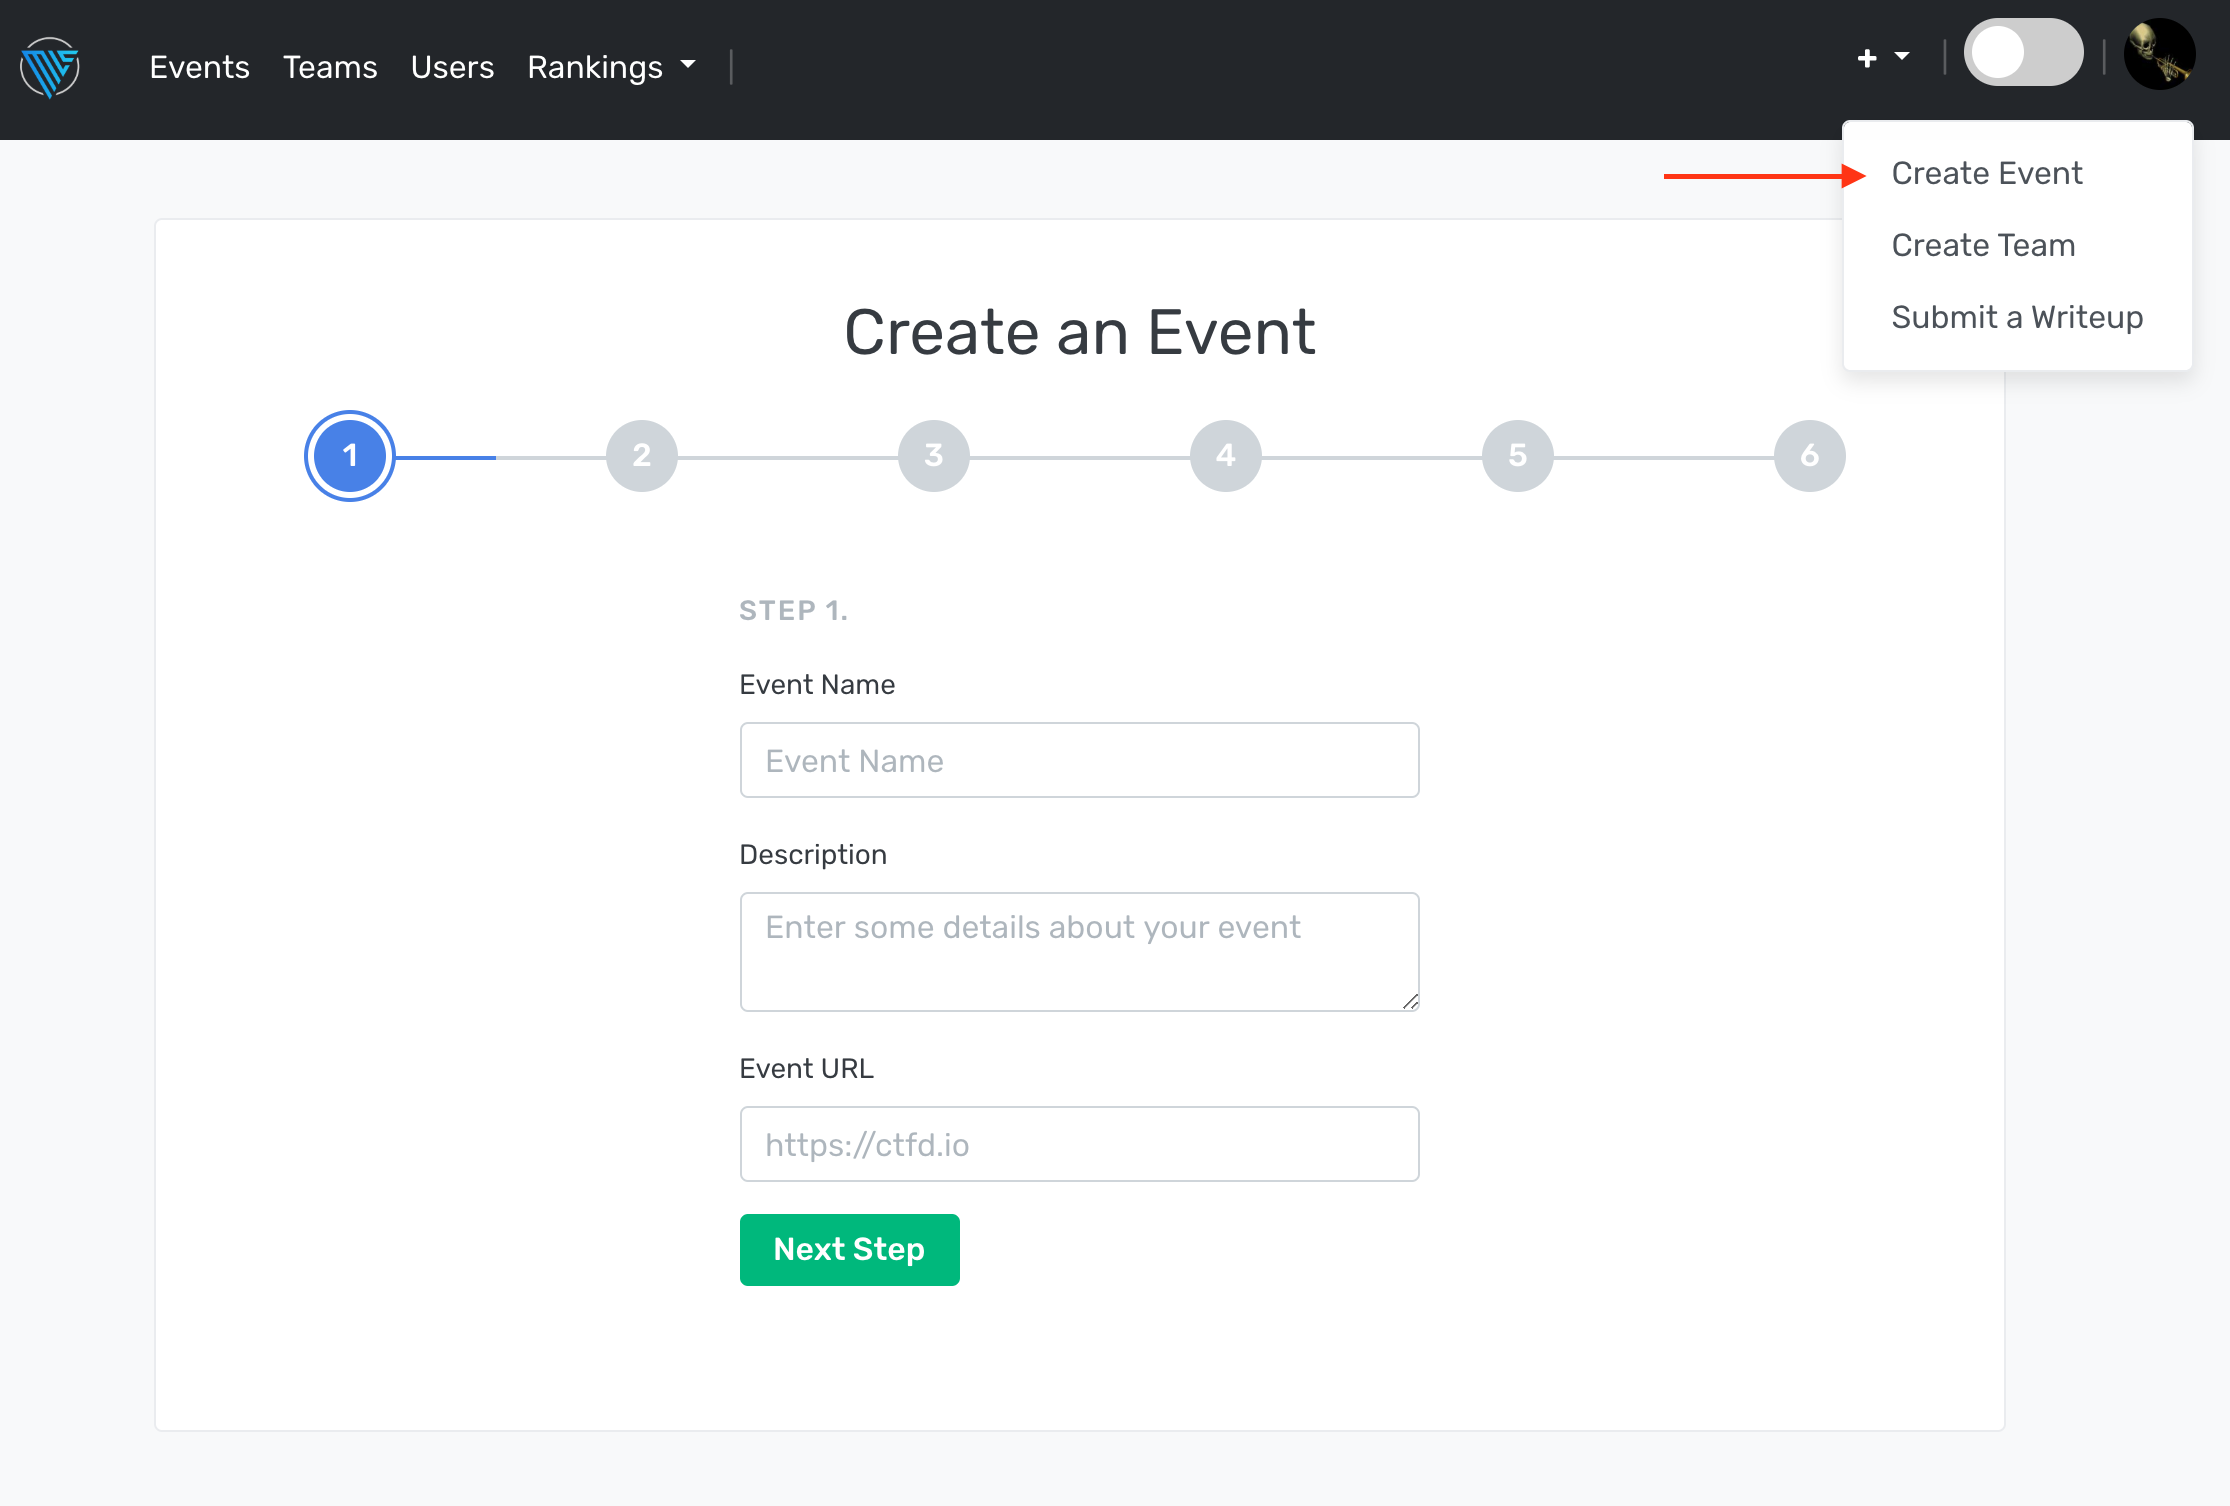 Events Teams Users Rankings
Create Event
Create Team
Submit a Writeup
Create an Event
1 2 3 4 5 6
STEP 1.
Event Name
Event Name
Description
Enter some details about your event
Event URL
https://ctfd.io
Next Step